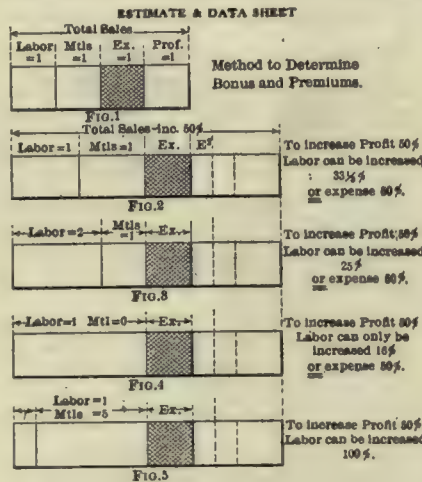 ESTIMATE & DATA SHEET
Total Sales
Labor Mtls Ex. Prof.
=1 =1 =1 =1
Method to Determine
Bonus and Premiums.
FIG.1
Total Sales inc. 50%
Labor=1 Mtls=1 Ex.
To increase Profit 50%
Labor can be increased
33⅓%
or expense 50%.
FIG.2
Labor=2 Mtls=1 Ex.
To increase Profit 50%
Labor can be increased
25%
or expense 50%.
FIG.3
Labor=1 Mtl=0 Ex.
To increase Profit 50%
Labor can only be
increased 16%
or expense 50%.
FIG.4
Labor=1
Mtls=5 Ex.
To increase Profit 50%
Labor can be increased
100%.
FIG.5